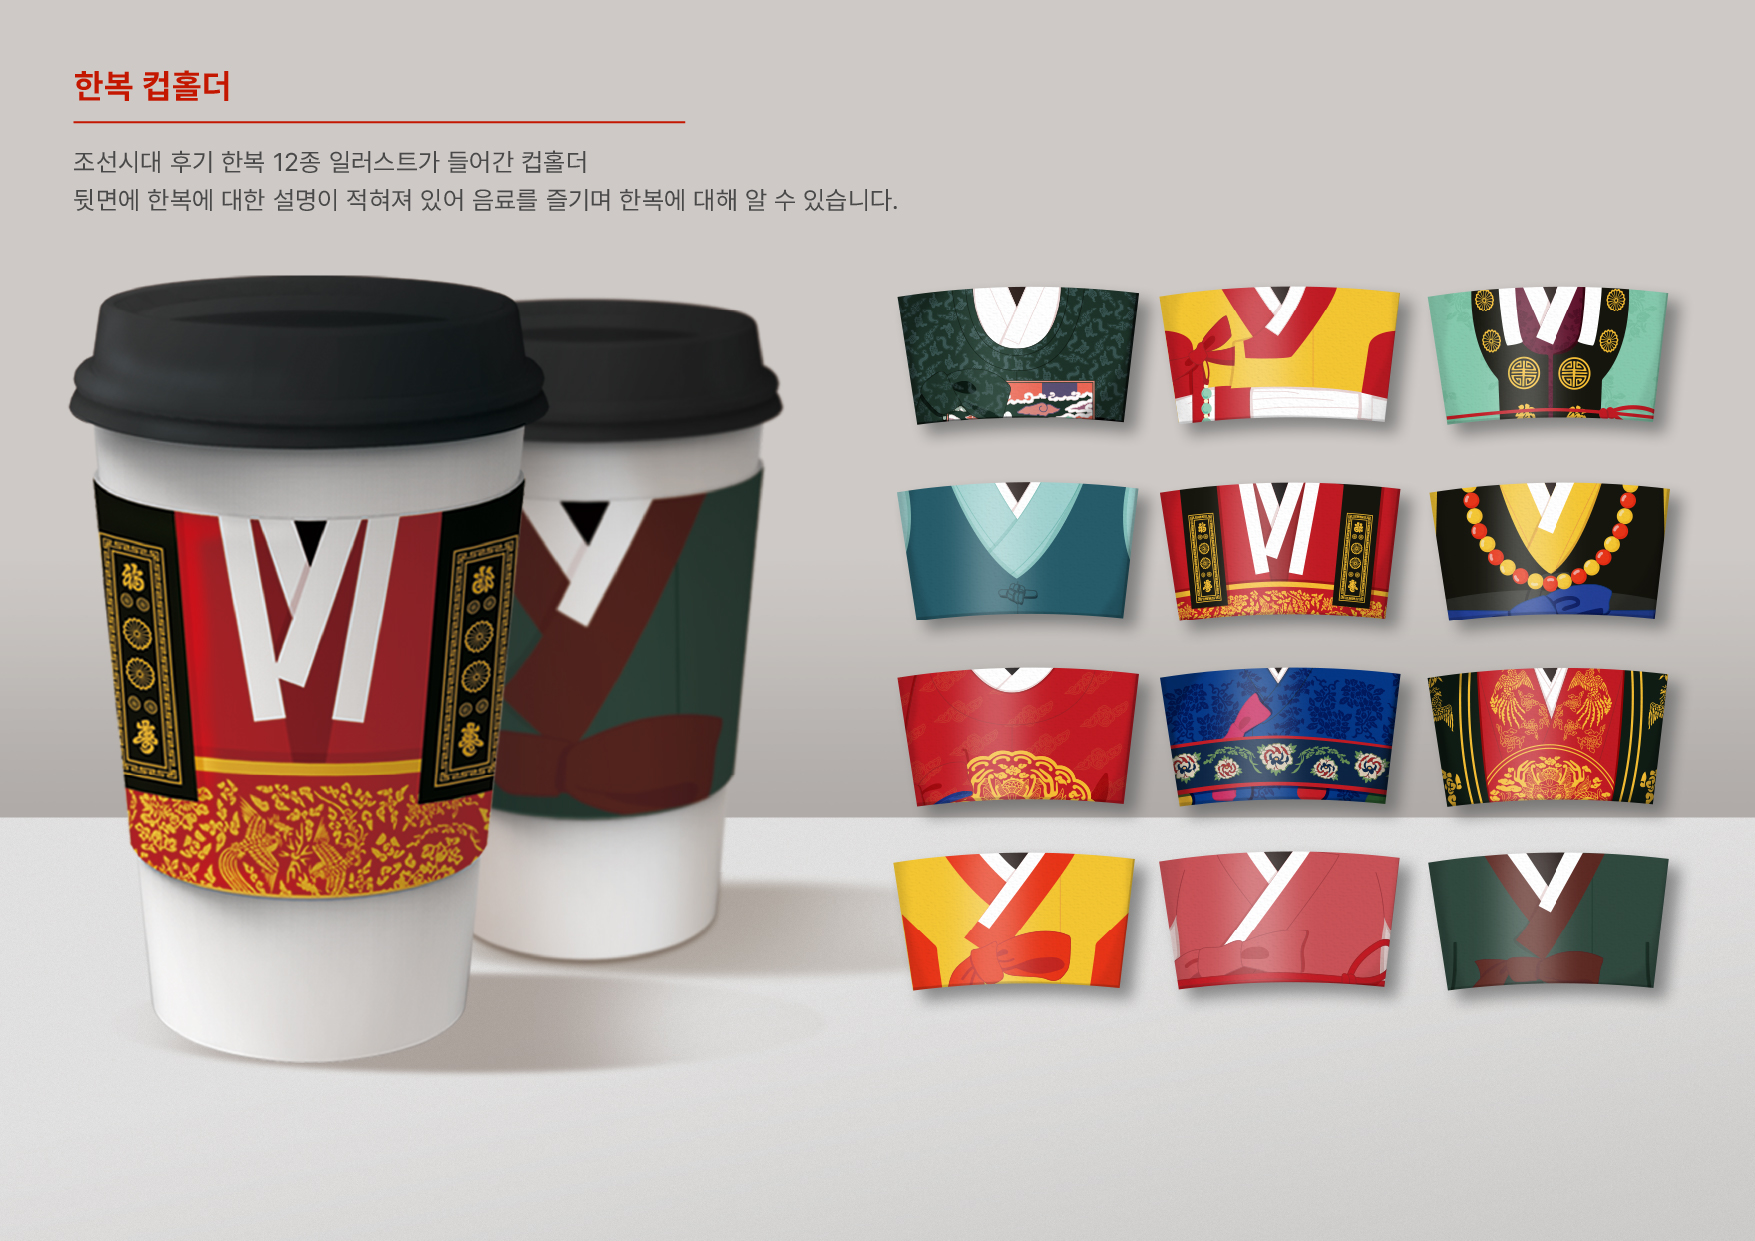 한복 컵홀더
조선시대 후기 한복 12종 일러스트가 들어간 컵홀더
뒷면에 한복에 대한 설명이 적혀져 있어 음료를 즐기며 한복에 대해 알 수 있습니다.